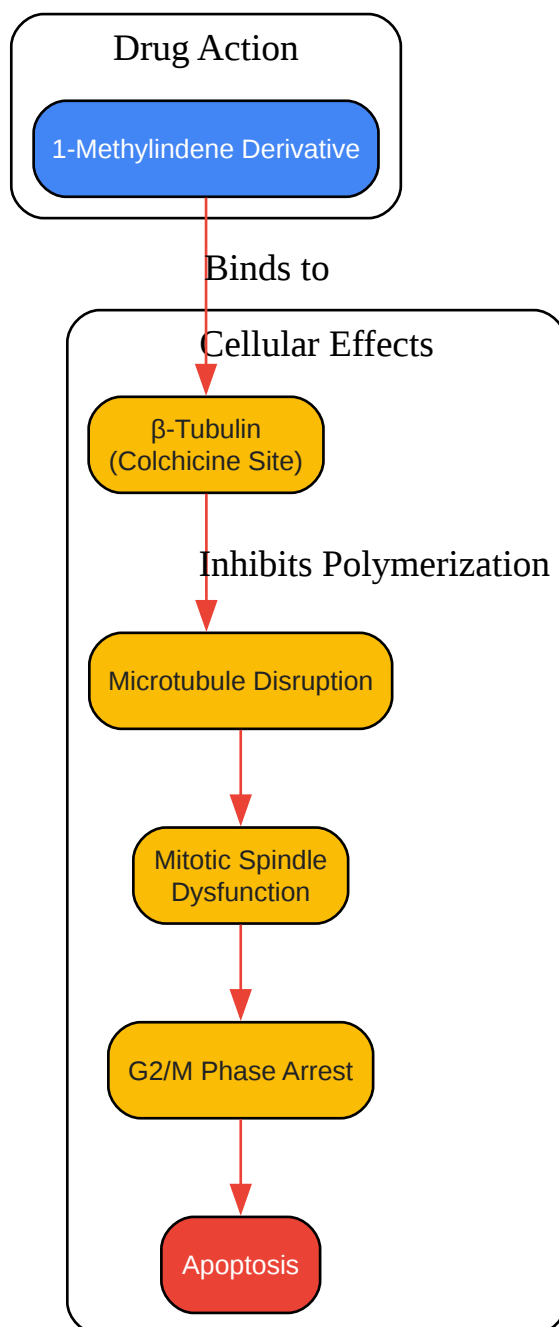 Drug Action
1-Methylindene Derivative
Binds to
Cellular Effects
β-Tubulin
(Colchicine Site)
Inhibits Polymerization
Microtubule Disruption
Mitotic Spindle
Dysfunction
G2/M Phase Arrest
Apoptosis